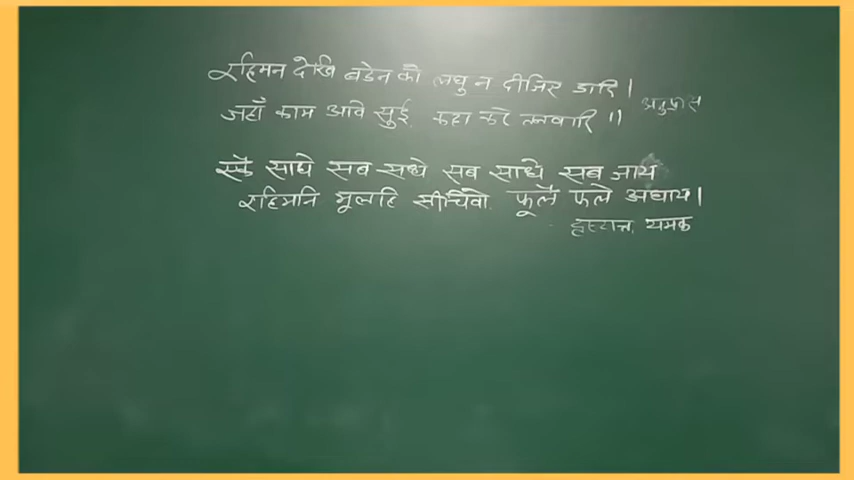 रहिमन देखि बडेन को लघु न दीजिए डारि।
जहाँ काम आवे सुई, कहा करे तलवारि ॥
अनुप्रास
एकै साधे सब सधे सब साधे सब जाय
रहिमनि मूलहि सींचिवो, फूलै फले अघाय।
दृष्टान्त, यमक